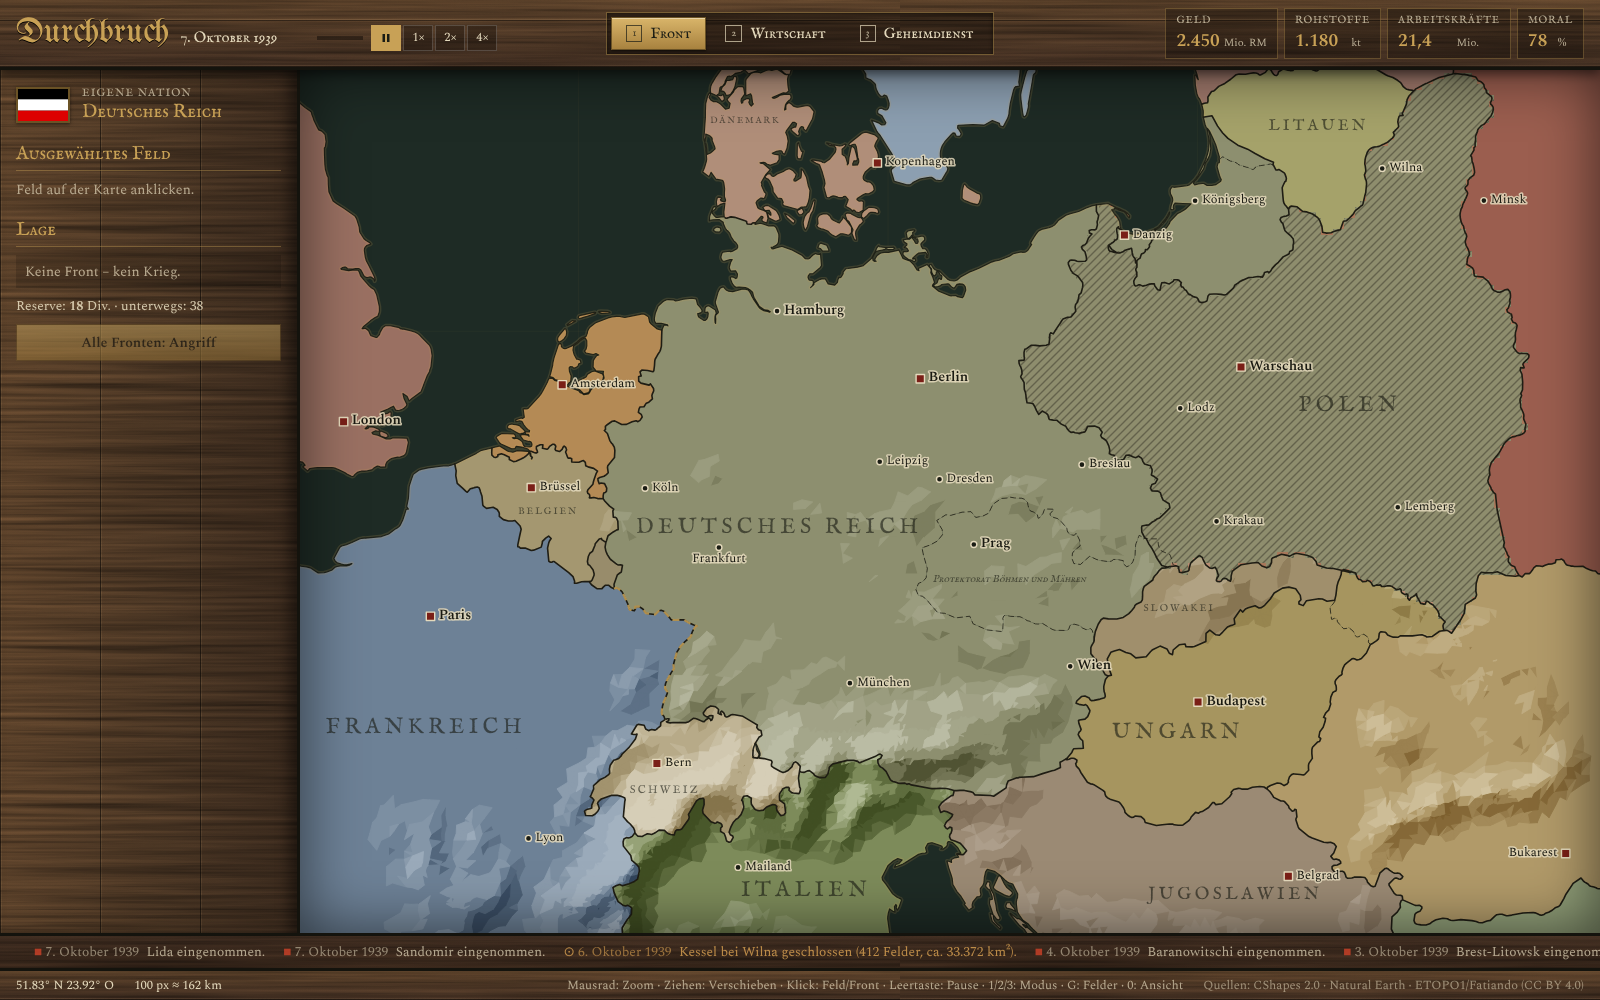 Durchbruch
7. Oktober 1939
1×
2×
4×
1 Front
2 Wirtschaft
3 Geheimdienst
Geld
2.450 Mio. RM
Rohstoffe
1.180 kt
Arbeitskräfte
21,4 Mio.
Moral
78 %
Eigene Nation
Deutsches Reich
Ausgewähltes Feld
Feld auf der Karte anklicken.
Lage
Keine Front – kein Krieg.
Reserve: 18 Div. · unterwegs: 38
Alle Fronten: Angriff
DÄNEMARK
Kopenhagen
LITAUEN
Wilna
Minsk
Königsberg
Danzig
Hamburg
Amsterdam
Berlin
Warschau
Lodz
POLEN
London
Leipzig
Dresden
Breslau
Brüssel
Köln
BELGIEN
DEUTSCHES REICH
Frankfurt
Prag
Protektorat Böhmen und Mähren
Krakau
Lemberg
SLOWAKEI
Paris
Wien
München
Budapest
UNGARN
FRANKREICH
Bern
SCHWEIZ
Lyon
Mailand
ITALIEN
Bukarest
Belgrad
JUGOSLAWIEN
7. Oktober 1939 Lida eingenommen.
7. Oktober 1939 Sandomir eingenommen.
6. Oktober 1939 Kessel bei Wilna geschlossen (412 Felder, ca. 33.372 km²).
4. Oktober 1939 Baranowitschi eingenommen.
3. Oktober 1939 Brest-Litowsk eingenom
51.83° N 23.92° O
100 px ≈ 162 km
Mausrad: Zoom · Ziehen: Verschieben · Klick: Feld/Front · Leertaste: Pause · 1/2/3: Modus · G: Felder · 0: Ansicht
Quellen: CShapes 2.0 · Natural Earth · ETOPO1/Fatiando (CC BY 4.0)